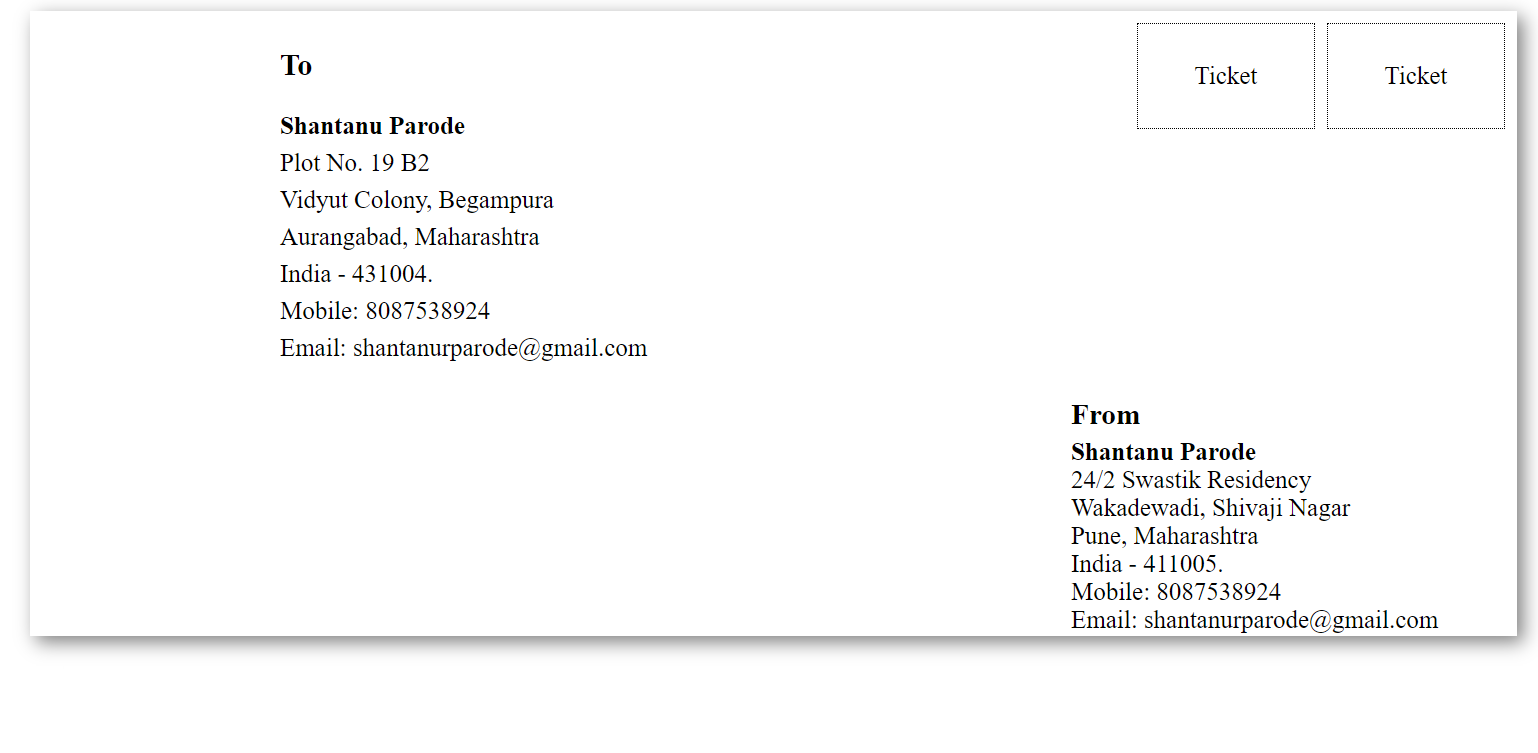 To
Ticket
Ticket
Shantanu Parode
Plot No. 19 B2
Vidyut Colony, Begampura
Aurangabad, Maharashtra
India - 431004.
Mobile: 8087538924
Email: shantanurparode@gmail.com
From
Shantanu Parode
24/2 Swastik Residency
Wakadewadi, Shivaji Nagar
Pune, Maharashtra
India - 411005.
Mobile: 8087538924
Email: shantanurparode@gmail.com